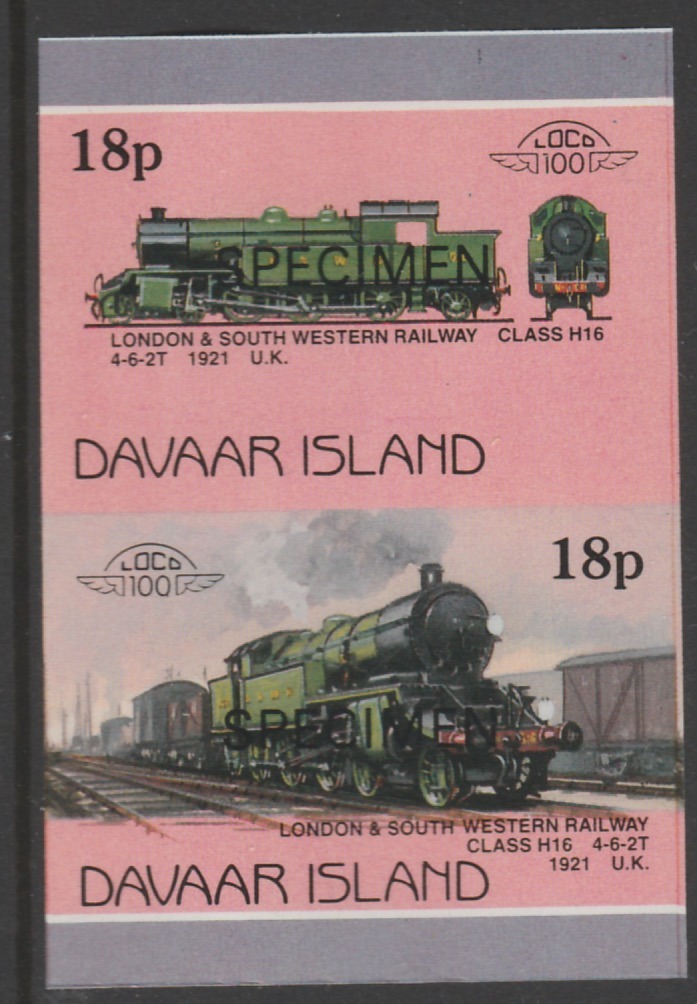 18p
LOCO
100
SPECIMEN
LONDON & SOUTH WESTERN RAILWAY CLASS H16
4-6-2T 1921 U.K.
DAVAAR ISLAND
LOCO
100
18p
SPECIMEN
LONDON & SOUTH WESTERN RAILWAY
CLASS H16 4-6-2T
1921 U.K.
DAVAAR ISLAND